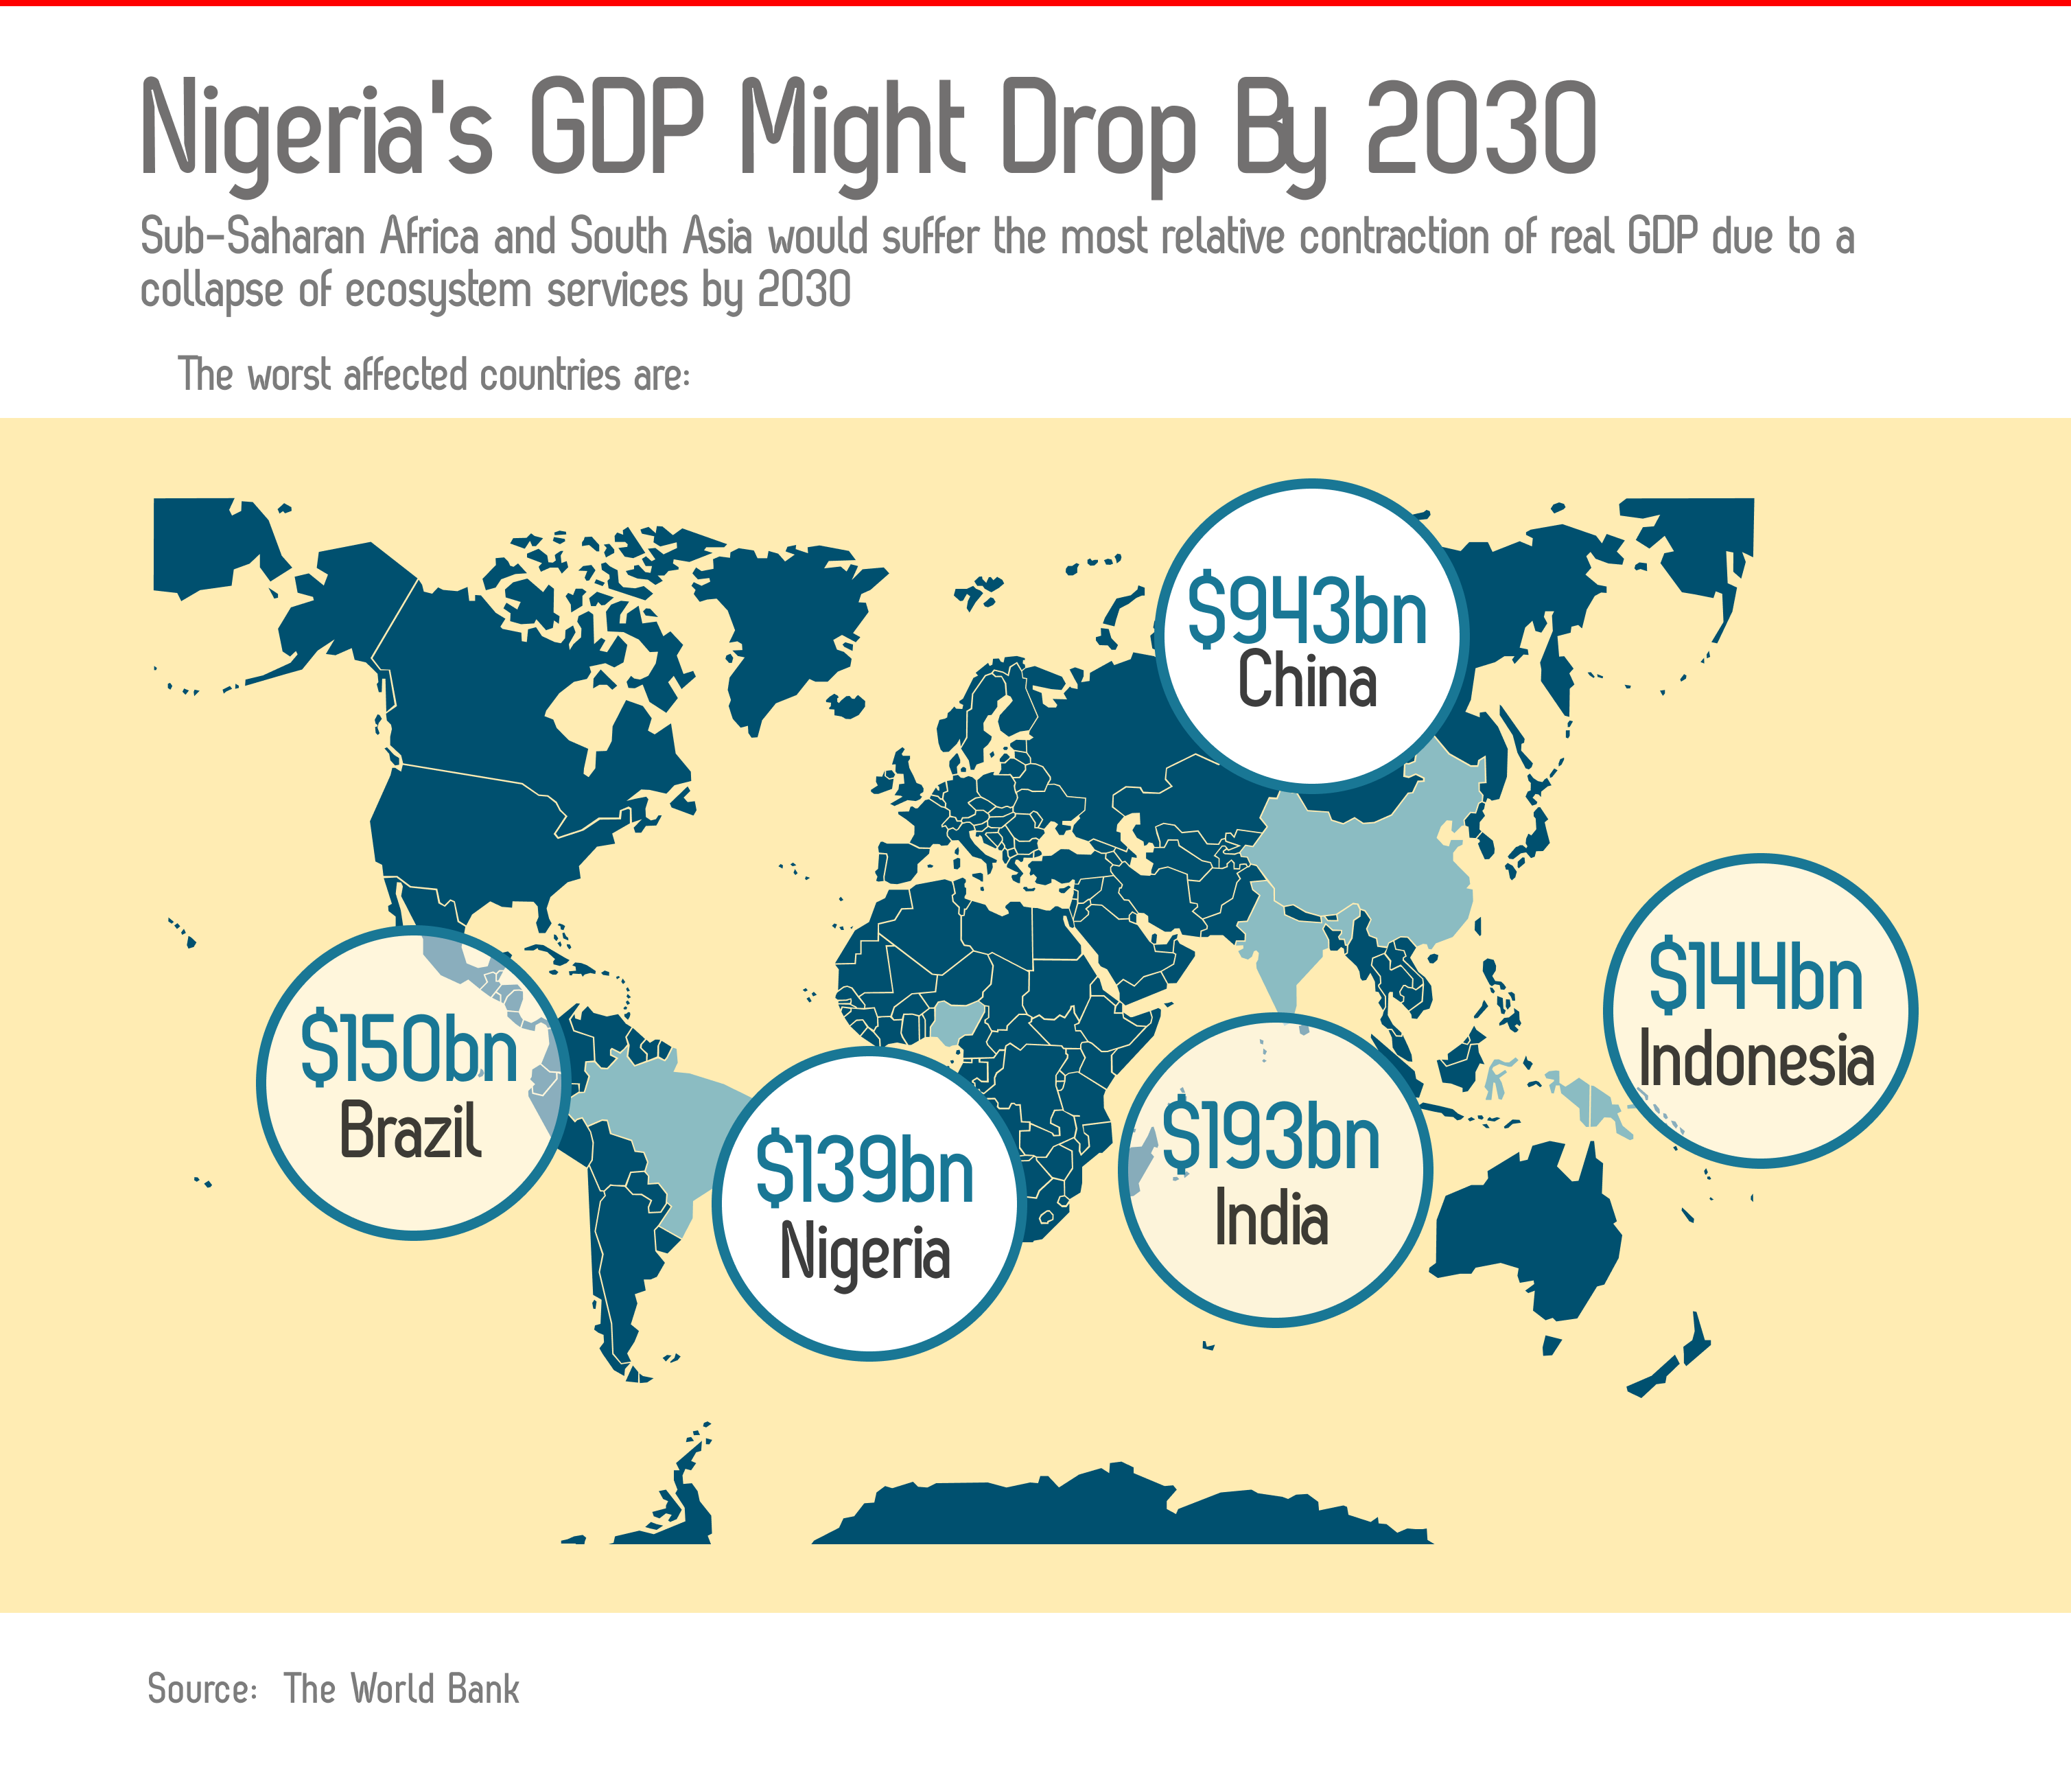 Nigeria's GDP Might Drop By 2030
Sub-Saharan Africa and South Asia would suffer the most relative contraction of real GDP due to a
collapse of ecosystem services by 2030
The worst affected countries are:
$943bn
China
$144bn
Indonesia
$150bn
Brazil
$139bn
Nigeria
$193bn
India
Source: The World Bank